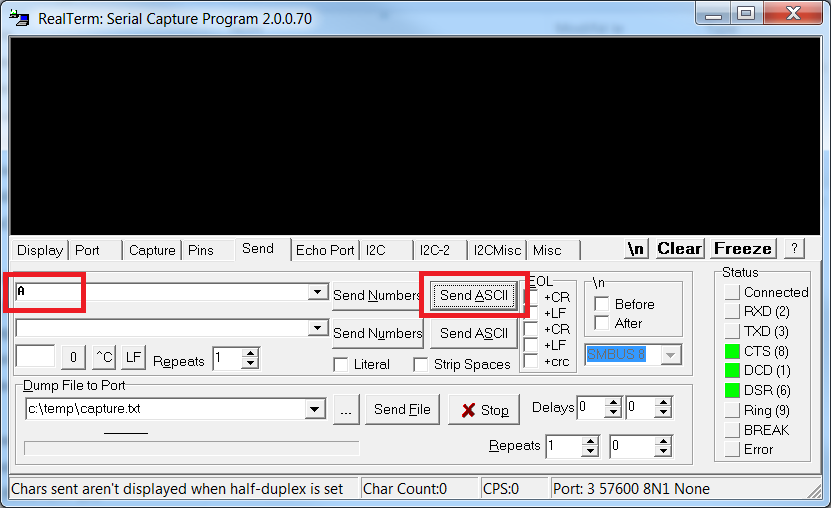 RealTerm: Serial Capture Program 2.0.0.70
Display Port Capture Pins Send Echo Port I2C I2C-2 I2CMisc Misc \n Clear Freeze ?
A Send Numbers Send ASCII
EOL
+CR
+LF
+CR
+LF
+crc
\n
Before
After
SMBUS 8
Send Numbers Send ASCII
0 ^C LF Repeats 1 Literal Strip Spaces
Dump File to Port
c:\temp\capture.txt ... Send File Stop Delays 0 0
Repeats 1 0
Status
Connected
RXD (2)
TXD (3)
CTS (8)
DCD (1)
DSR (6)
Ring (9)
BREAK
Error
Chars sent aren't displayed when half-duplex is set Char Count:0 CPS:0 Port: 3 57600 8N1 None